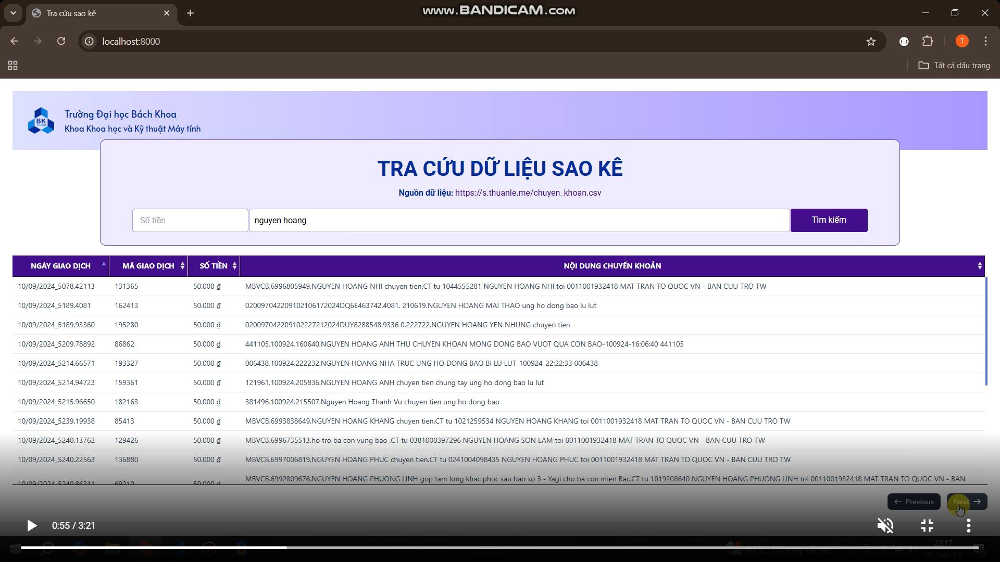 Tra cứu sao kê
www.BANDICAM.com
localhost:8000
T
Tất cả dấu trang
BK
TP.HCM
Trường Đại học Bách Khoa
Khoa Khoa học và Kỹ thuật Máy tính
TRA CỨU DỮ LIỆU SAO KÊ
Nguồn dữ liệu: https://s.thuanle.me/chuyen_khoan.csv
Số tiền nguyen hoang Tìm kiếm
NGÀY GIAO DỊCH MÃ GIAO DỊCH SỐ TIỀN NỘI DUNG CHUYỂN KHOẢN
10/09/2024_5078.42113 131365 50.000 ₫ MBVCB.6996805949.NGUYEN HOANG NHI chuyen tien.CT tu 1044555281 NGUYEN HOANG NHI toi 0011001932418 MAT TRAN TO QUOC VN - BAN CUU TRO TW
10/09/2024_5189.4081 162413 50.000 ₫ 020097042209102106172024DQ6E463742.4081. 210619.NGUYEN HOANG MAI THAO ung ho dong bao lu lut
10/09/2024_5189.93360 195280 50.000 ₫ 020097042209102227212024DUY8288548.9336 0.222722.NGUYEN HOANG YEN NHUNG chuyen tien
10/09/2024_5209.78892 86862 50.000 ₫ 441105.100924.160640.NGUYEN HOANG ANH THU CHUYEN KHOAN MONG DONG BAO VUOT QUA CON BAO-100924-16:06:40 441105
10/09/2024_5214.66571 193327 50.000 ₫ 006438.100924.222232.NGUYEN HOANG NHA TRUC UNG HO DONG BAO BI LU LUT-100924-22:22:33 006438
10/09/2024_5214.94723 159361 50.000 ₫ 121961.100924.205836.NGUYEN HOANG ANH chuyen tien chung tay ung ho dong bao lu lut
10/09/2024_5215.96650 182163 50.000 ₫ 381496.100924.215507.Nguyen Hoang Thanh Vu chuyen tien ung ho dong bao
10/09/2024_5239.19938 85413 50.000 ₫ MBVCB.6993838649.NGUYEN HOANG KHANG chuyen tien.CT tu 1021259534 NGUYEN HOANG KHANG toi 0011001932418 MAT TRAN TO QUOC VN - BAN CUU TRO TW
10/09/2024_5240.13762 129426 50.000 ₫ MBVCB.6996735513.ho tro ba con vung bao .CT tu 0381000397296 NGUYEN HOANG SON LAM toi 0011001932418 MAT TRAN TO QUOC VN - BAN CUU TRO TW
10/09/2024_5240.22563 136880 50.000 ₫ MBVCB.6997006819.NGUYEN HOANG PHUC chuyen tien.CT tu 0241004098435 NGUYEN HOANG PHUC toi 0011001932418 MAT TRAN TO QUOC VN - BAN CUU TRO TW
10/09/2024_5240.86211 69210 50.000 ₫ MBVCB.6992809676.NGUYEN HOANG PHUONG LINH gop tam long khac phuc sau bao so 3 - Yagi cho ba con mien Bac.CT tu 1019208640 NGUYEN HOANG PHUONG LINH toi 0011001932418 MAT TRAN TO QUOC VN - BAN
Previous Next
0:55 / 3:21
27°C Có mây rải rác
23:17
05-Dec-24